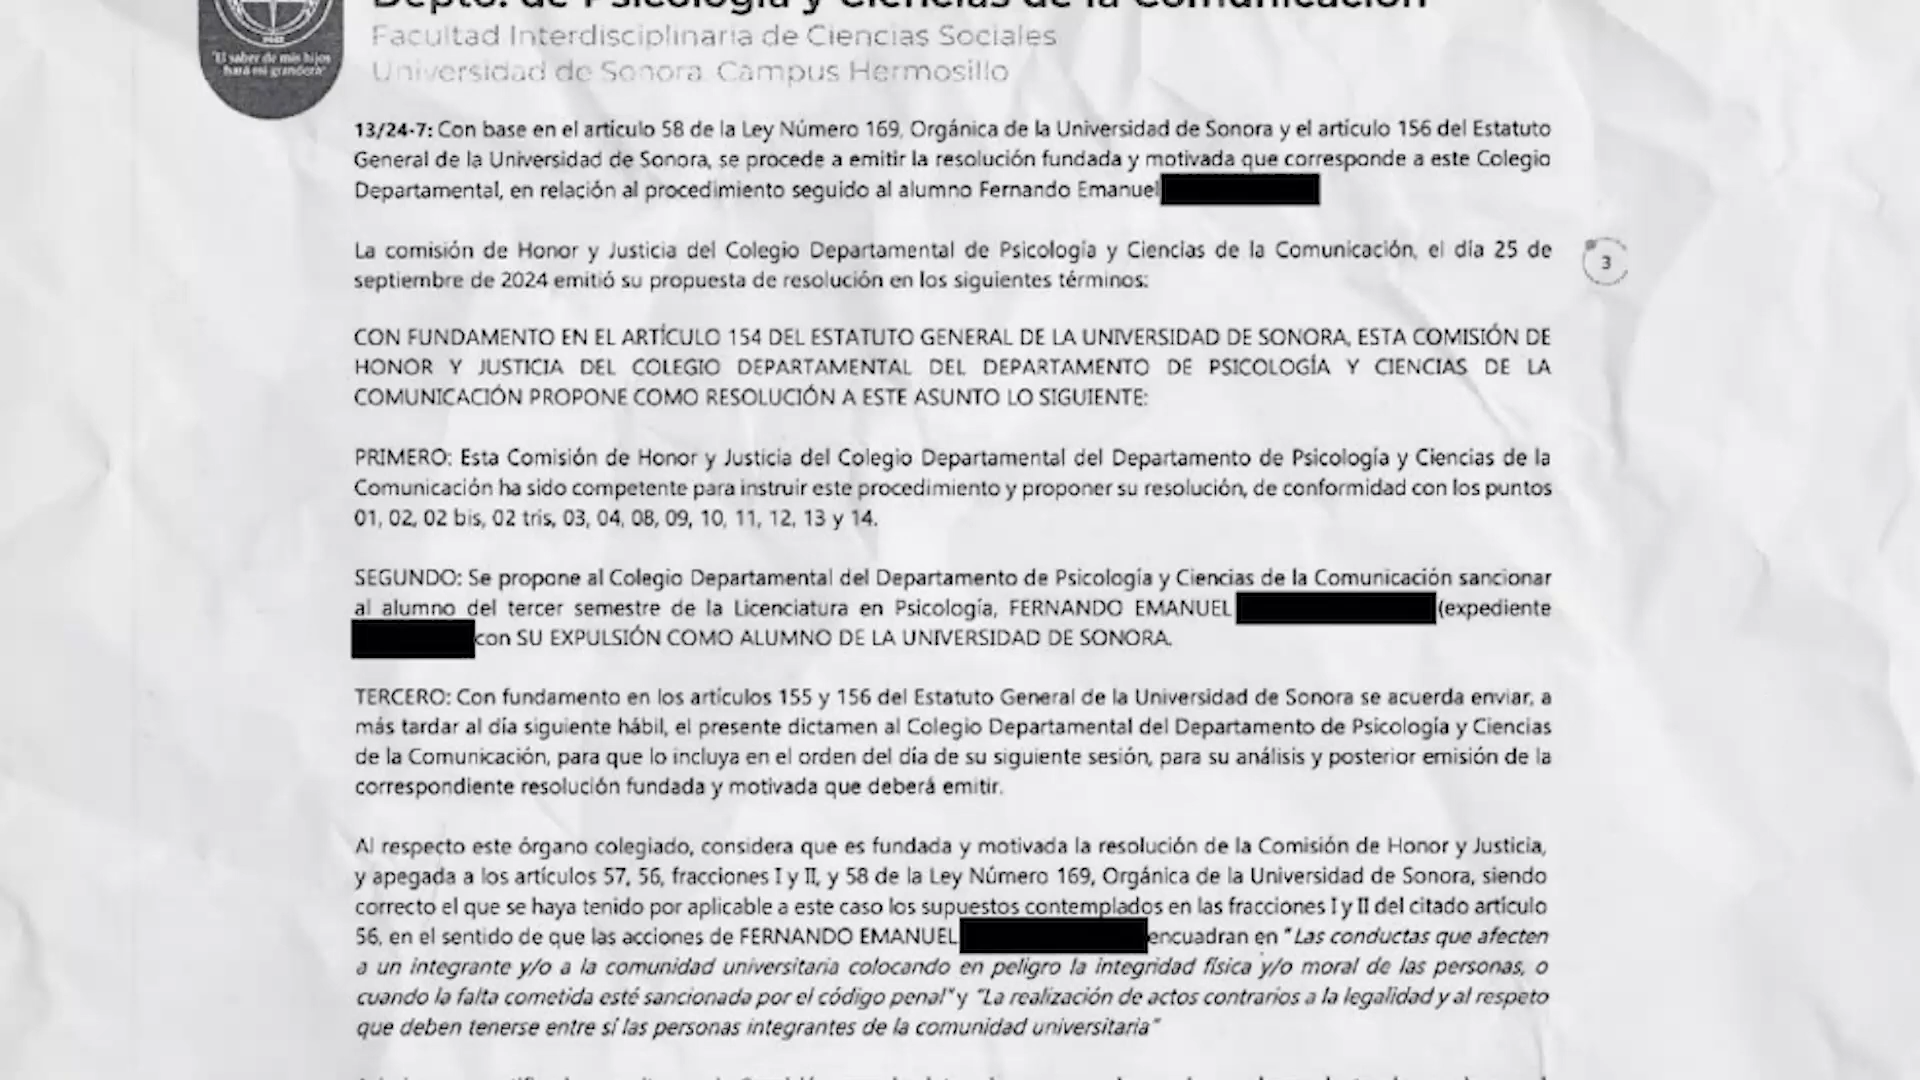 Depto. de Psicología y Ciencias de la Comunicación
Facultad Interdisciplinaria de Ciencias Sociales
Universidad de Sonora, Campus Hermosillo
"El saber de mis hijos
hará mi grandeza"
13/24-7: Con base en el artículo 58 de la Ley Número 169, Orgánica de la Universidad de Sonora y el artículo 156 del Estatuto
General de la Universidad de Sonora, se procede a emitir la resolución fundada y motivada que corresponde a este Colegio
Departamental, en relación al procedimiento seguido al alumno Fernando Emanuel
La comisión de Honor y Justicia del Colegio Departamental de Psicología y Ciencias de la Comunicación, el día 25 de
septiembre de 2024 emitió su propuesta de resolución en los siguientes términos:
3
CON FUNDAMENTO EN EL ARTÍCULO 154 DEL ESTATUTO GENERAL DE LA UNIVERSIDAD DE SONORA, ESTA COMISIÓN DE
HONOR Y JUSTICIA DEL COLEGIO DEPARTAMENTAL DEL DEPARTAMENTO DE PSICOLOGÍA Y CIENCIAS DE LA
COMUNICACIÓN PROPONE COMO RESOLUCIÓN A ESTE ASUNTO LO SIGUIENTE:
PRIMERO: Esta Comisión de Honor y Justicia del Colegio Departamental del Departamento de Psicología y Ciencias de la
Comunicación ha sido competente para instruir este procedimiento y proponer su resolución, de conformidad con los puntos
01, 02, 02 bis, 02 tris, 03, 04, 08, 09, 10, 11, 12, 13 y 14.
SEGUNDO: Se propone al Colegio Departamental del Departamento de Psicología y Ciencias de la Comunicación sancionar
al alumno del tercer semestre de la Licenciatura en Psicología, FERNANDO EMANUEL (expediente
con SU EXPULSIÓN COMO ALUMNO DE LA UNIVERSIDAD DE SONORA.
TERCERO: Con fundamento en los artículos 155 y 156 del Estatuto General de la Universidad de Sonora se acuerda enviar, a
más tardar al día siguiente hábil, el presente dictamen al Colegio Departamental del Departamento de Psicología y Ciencias
de la Comunicación, para que lo incluya en el orden del día de su siguiente sesión, para su análisis y posterior emisión de la
correspondiente resolución fundada y motivada que deberá emitir.
Al respecto este órgano colegiado, considera que es fundada y motivada la resolución de la Comisión de Honor y Justicia,
y apegada a los artículos 57, 56, fracciones I y II, y 58 de la Ley Número 169, Orgánica de la Universidad de Sonora, siendo
correcto el que se haya tenido por aplicable a este caso los supuestos contemplados en las fracciones I y II del citado artículo
56, en el sentido de que las acciones de FERNANDO EMANUEL encuadran en "Las conductas que afecten
a un integrante y/o a la comunidad universitaria colocando en peligro la integridad física y/o moral de las personas, o
cuando la falta cometida esté sancionada por el código penal" y "La realización de actos contrarios a la legalidad y al respeto
que deben tenerse entre sí las personas integrantes de la comunidad universitaria"